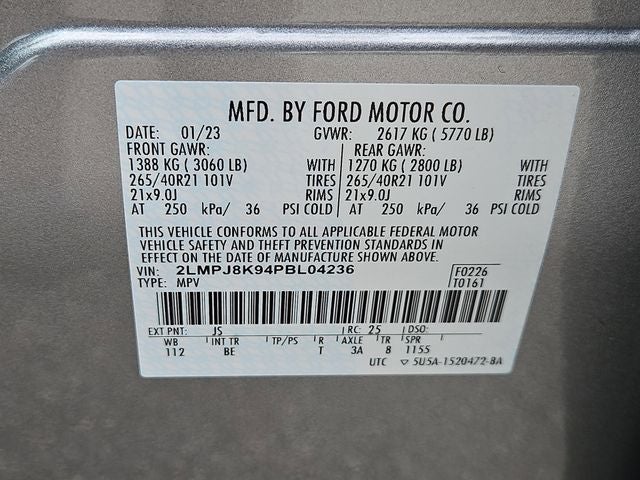 MFD. BY FORD MOTOR CO.
DATE: 01/23 GVWR: 2617 KG ( 5770 LB)
FRONT GAWR: REAR GAWR:
1388 KG ( 3060 LB) WITH 1270 KG ( 2800 LB) WITH
265/40R21 101V TIRES 265/40R21 101V TIRES
21x9.0J RIMS 21x9.0J RIMS
AT 250 kPa/ 36 PSI COLD AT 250 kPa/ 36 PSI COLD
THIS VEHICLE CONFORMS TO ALL APPLICABLE FEDERAL MOTOR
VEHICLE SAFETY AND THEFT PREVENTION STANDARDS IN
EFFECT ON THE DATE OF MANUFACTURE SHOWN ABOVE.
VIN: 2LMPJ8K94PBL04236 F0226
TYPE: MPV T0161
EXT PNT: JS RC: 25 DSO:
WB INT TR TP/PS R AXLE TR SPR
112 BE T 3A 8 1155
UTC ▽ 5U5A-1520472-BA